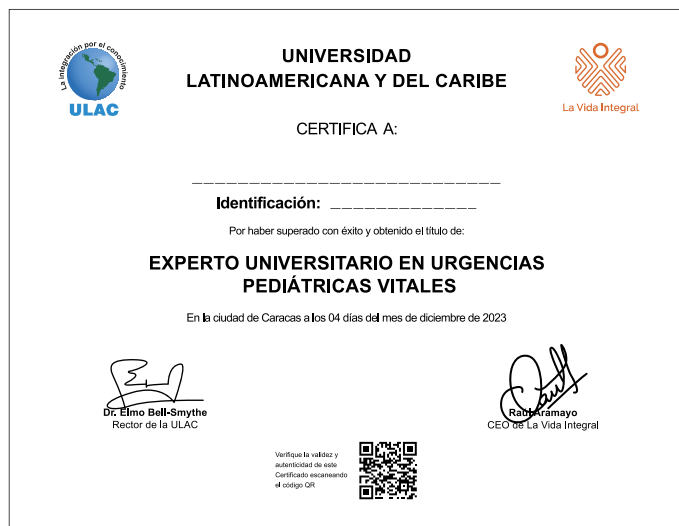 La integración por el conocimiento
ULAC
UNIVERSIDAD
LATINOAMERICANA Y DEL CARIBE
La Vida Integral
CERTIFICA A:
___________________________
Identificación: _____________
Por haber superado con éxito y obtenido el título de:
EXPERTO UNIVERSITARIO EN URGENCIAS
PEDIÁTRICAS VITALES
En la ciudad de Caracas a los 04 días del mes de diciembre de 2023
Dr. Elmo Bell-Smythe
Rector de la ULAC
Raúl Aramayo
CEO de La Vida Integral
Verifique la validez y
autenticidad de este
Certificado escaneando
el código QR